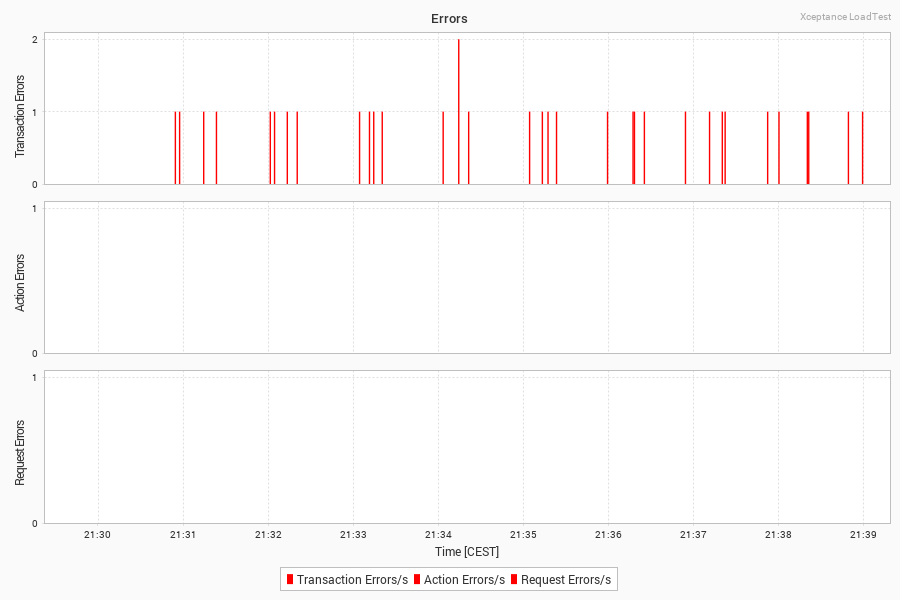 Errors
Xceptance LoadTest
Transaction Errors
2
1
0
Action Errors
1
0
Request Errors
1
0
21:30 21:31 21:32 21:33 21:34 21:35 21:36 21:37 21:38 21:39
Time [CEST]
Transaction Errors/s Action Errors/s Request Errors/s